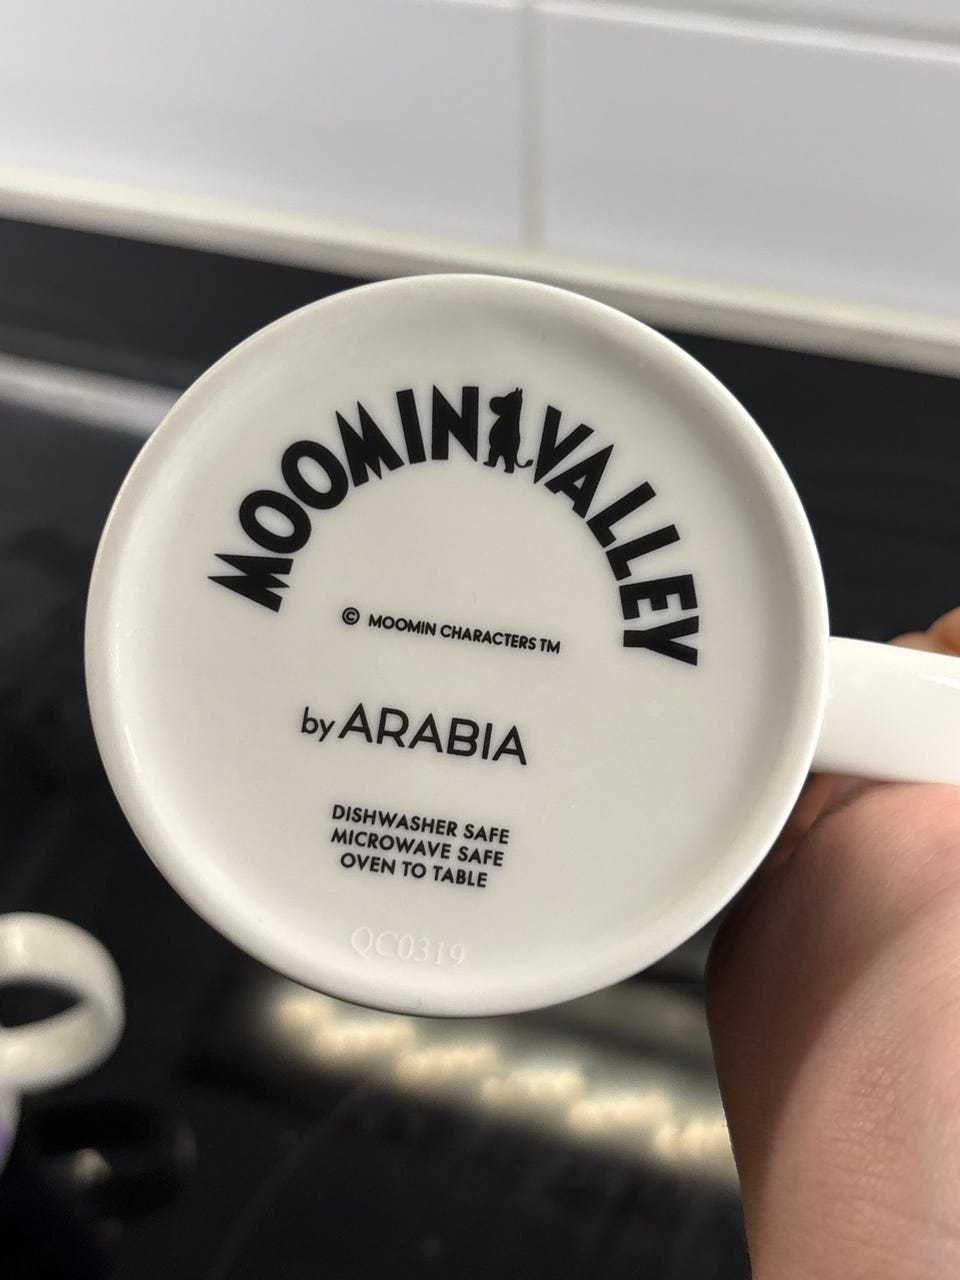 MOOMINVALLEY
© MOOMIN CHARACTERS TM
by ARABIA
DISHWASHER SAFE
MICROWAVE SAFE
OVEN TO TABLE
QC0319